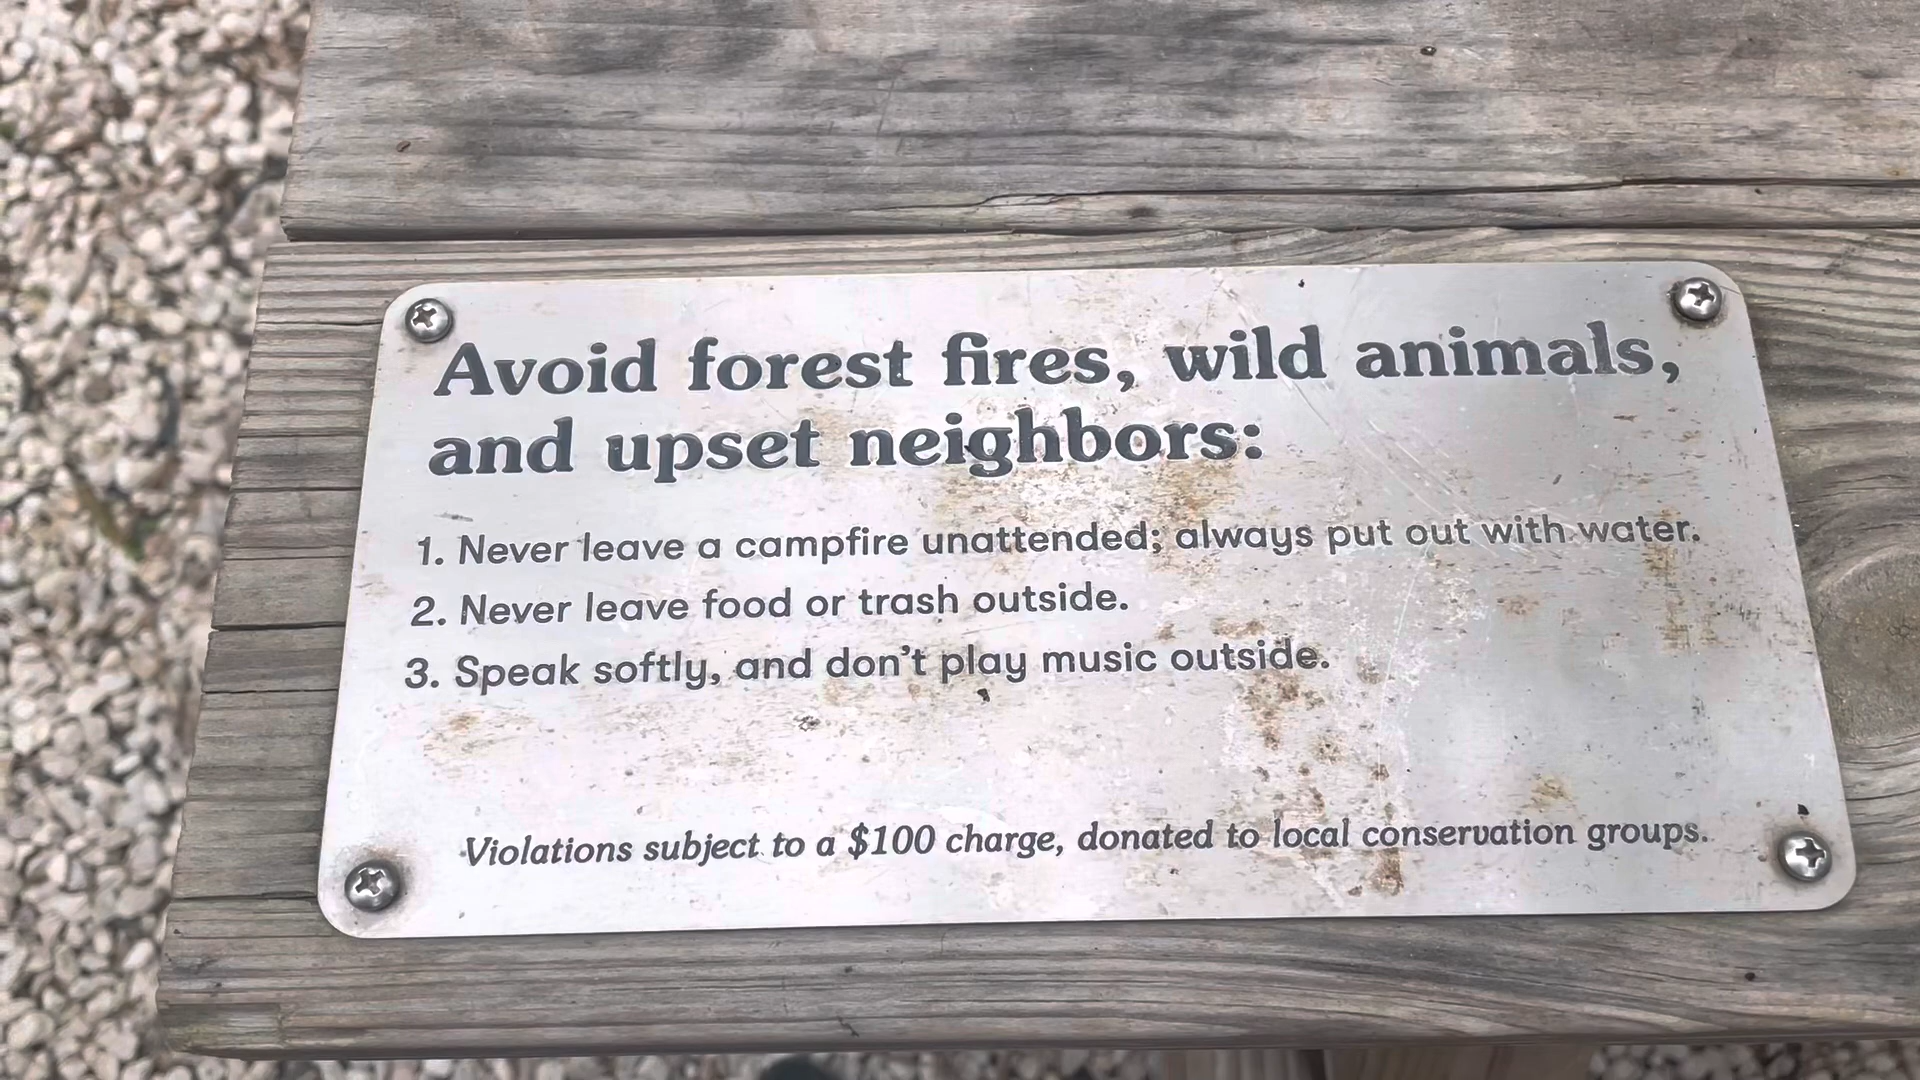 Avoid forest fires, wild animals,
and upset neighbors:
1. Never leave a campfire unattended; always put out with water.
2. Never leave food or trash outside.
3. Speak softly, and don't play music outside.
Violations subject to a $100 charge, donated to local conservation groups.